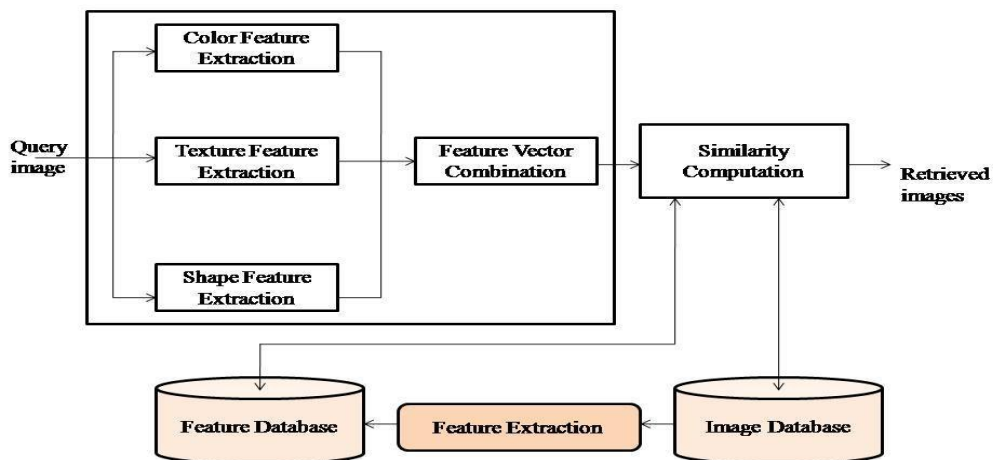 Color Feature
Extraction
Query
image
Texture Feature
Extraction
Feature Vector
Combination
Similarity
Computation
Retrieved
images
Shape Feature
Extraction
Feature Database
Feature Extraction
Image Database